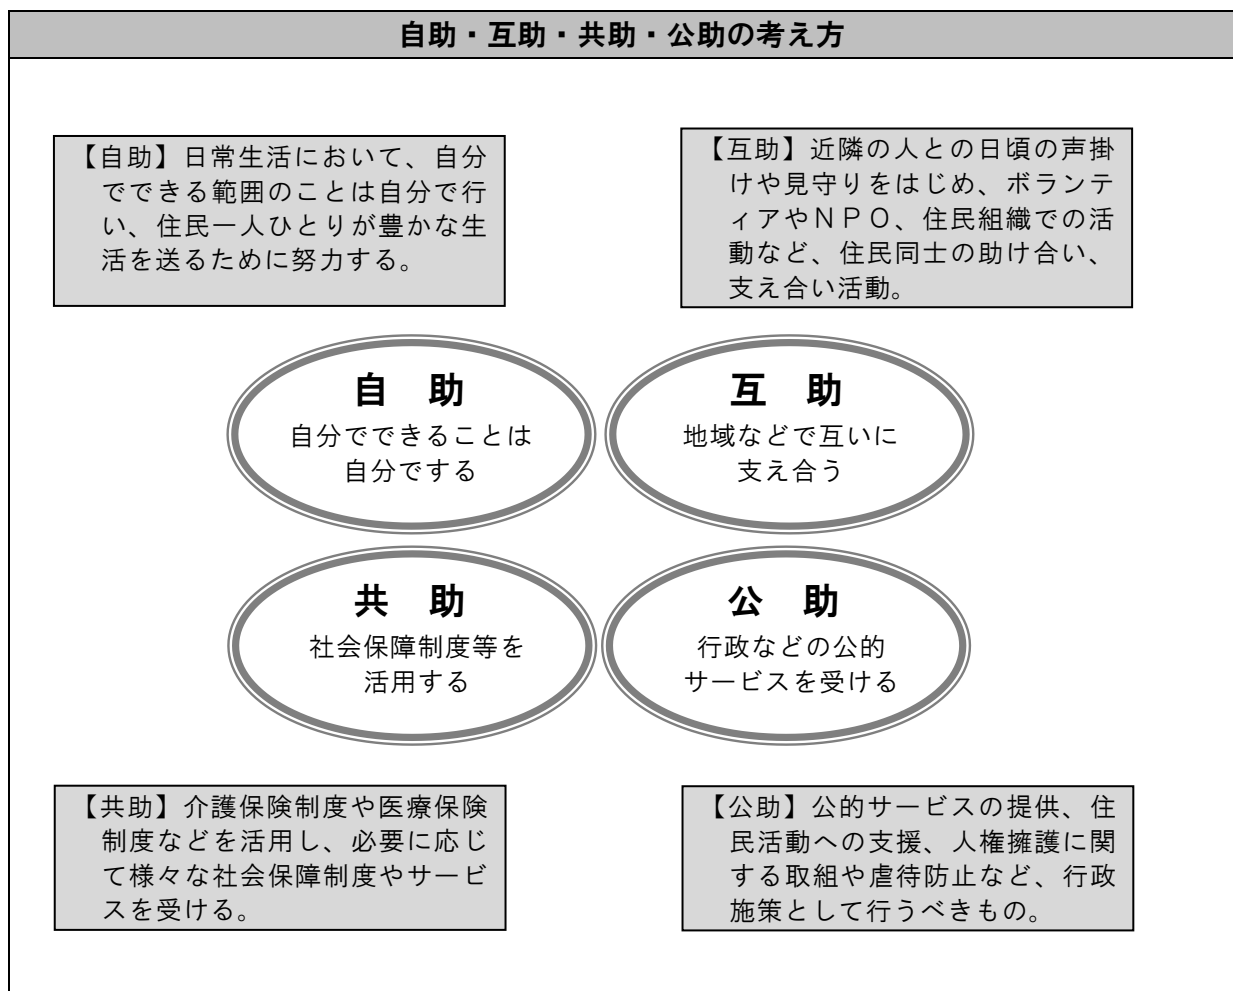 自助・互助・共助・公助の考え方
【自助】日常生活において、自分
でできる範囲のことは自分で行
い、住民一人ひとりが豊かな生
活を送るために努力する。
【互助】近隣の人との日頃の声掛
けや見守りをはじめ、ボランテ
ィアやＮＰＯ、住民組織での活
動など、住民同士の助け合い、
支え合い活動。
自　助
自分でできることは
自分でする
互　助
地域などで互いに
支え合う
共　助
社会保障制度等を
活用する
公　助
行政などの公的
サービスを受ける
【共助】介護保険制度や医療保険
制度などを活用し、必要に応じ
て様々な社会保障制度やサービ
スを受ける。
【公助】公的サービスの提供、住
民活動への支援、人権擁護に関
する取組や虐待防止など、行政
施策として行うべきもの。